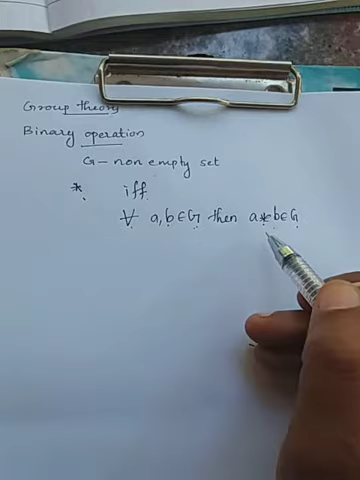 Group theory
Binary operation
G - non empty set
* iff
∀ a, b ∈ G then a * b ∈ G